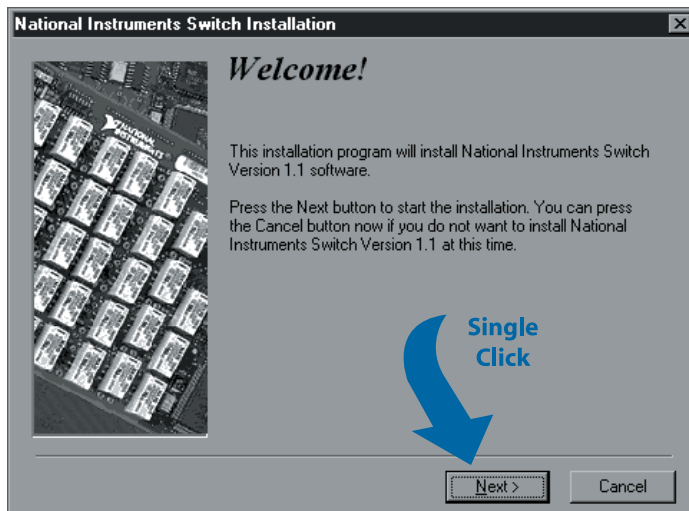 National Instruments Switch Installation
Welcome!
NATIONAL
INSTRUMENTS
This installation program will install National Instruments Switch
Version 1.1 software.
Press the Next button to start the installation. You can press
the Cancel button now if you do not want to install National
Instruments Switch Version 1.1 at this time.
Single
Click
Next >
Cancel